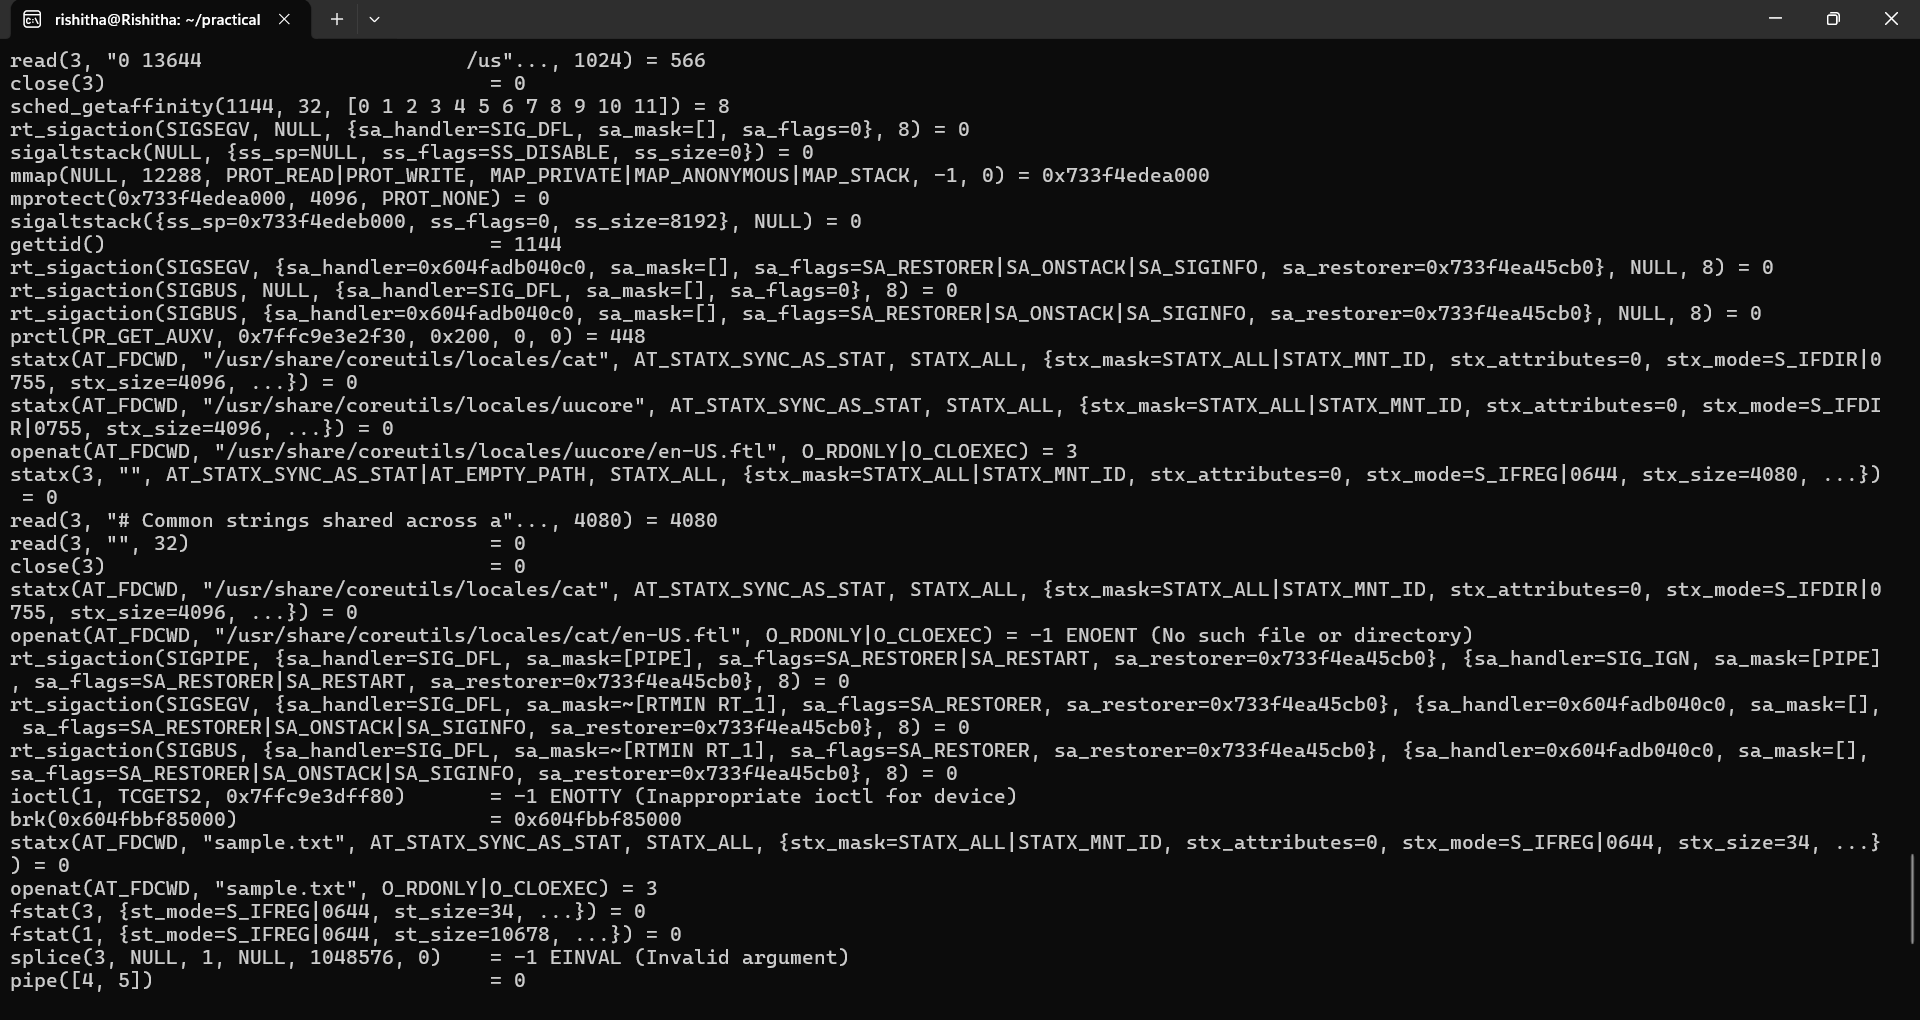 rishitha@Rishitha: ~/practical
read(3, "0 13644                      /us"..., 1024) = 566
close(3)                                = 0
sched_getaffinity(1144, 32, [0 1 2 3 4 5 6 7 8 9 10 11]) = 8
rt_sigaction(SIGSEGV, NULL, {sa_handler=SIG_DFL, sa_mask=[], sa_flags=0}, 8) = 0
sigaltstack(NULL, {ss_sp=NULL, ss_flags=SS_DISABLE, ss_size=0}) = 0
mmap(NULL, 12288, PROT_READ|PROT_WRITE, MAP_PRIVATE|MAP_ANONYMOUS|MAP_STACK, -1, 0) = 0x733f4edea000
mprotect(0x733f4edea000, 4096, PROT_NONE) = 0
sigaltstack({ss_sp=0x733f4edeb000, ss_flags=0, ss_size=8192}, NULL) = 0
gettid()                                = 1144
rt_sigaction(SIGSEGV, {sa_handler=0x604fadb040c0, sa_mask=[], sa_flags=SA_RESTORER|SA_ONSTACK|SA_SIGINFO, sa_restorer=0x733f4ea45cb0}, NULL, 8) = 0
rt_sigaction(SIGBUS, NULL, {sa_handler=SIG_DFL, sa_mask=[], sa_flags=0}, 8) = 0
rt_sigaction(SIGBUS, {sa_handler=0x604fadb040c0, sa_mask=[], sa_flags=SA_RESTORER|SA_ONSTACK|SA_SIGINFO, sa_restorer=0x733f4ea45cb0}, NULL, 8) = 0
prctl(PR_GET_AUXV, 0x7ffc9e3e2f30, 0x200, 0, 0) = 448
statx(AT_FDCWD, "/usr/share/coreutils/locales/cat", AT_STATX_SYNC_AS_STAT, STATX_ALL, {stx_mask=STATX_ALL|STATX_MNT_ID, stx_attributes=0, stx_mode=S_IFDIR|0
755, stx_size=4096, ...}) = 0
statx(AT_FDCWD, "/usr/share/coreutils/locales/uucore", AT_STATX_SYNC_AS_STAT, STATX_ALL, {stx_mask=STATX_ALL|STATX_MNT_ID, stx_attributes=0, stx_mode=S_IFDI
R|0755, stx_size=4096, ...}) = 0
openat(AT_FDCWD, "/usr/share/coreutils/locales/uucore/en-US.ftl", O_RDONLY|O_CLOEXEC) = 3
statx(3, "", AT_STATX_SYNC_AS_STAT|AT_EMPTY_PATH, STATX_ALL, {stx_mask=STATX_ALL|STATX_MNT_ID, stx_attributes=0, stx_mode=S_IFREG|0644, stx_size=4080, ...})
 = 0
read(3, "# Common strings shared across a"..., 4080) = 4080
read(3, "", 32)                         = 0
close(3)                                = 0
statx(AT_FDCWD, "/usr/share/coreutils/locales/cat", AT_STATX_SYNC_AS_STAT, STATX_ALL, {stx_mask=STATX_ALL|STATX_MNT_ID, stx_attributes=0, stx_mode=S_IFDIR|0
755, stx_size=4096, ...}) = 0
openat(AT_FDCWD, "/usr/share/coreutils/locales/cat/en-US.ftl", O_RDONLY|O_CLOEXEC) = -1 ENOENT (No such file or directory)
rt_sigaction(SIGPIPE, {sa_handler=SIG_DFL, sa_mask=[PIPE], sa_flags=SA_RESTORER|SA_RESTART, sa_restorer=0x733f4ea45cb0}, {sa_handler=SIG_IGN, sa_mask=[PIPE]
, sa_flags=SA_RESTORER|SA_RESTART, sa_restorer=0x733f4ea45cb0}, 8) = 0
rt_sigaction(SIGSEGV, {sa_handler=SIG_DFL, sa_mask=~[RTMIN RT_1], sa_flags=SA_RESTORER, sa_restorer=0x733f4ea45cb0}, {sa_handler=0x604fadb040c0, sa_mask=[],
 sa_flags=SA_RESTORER|SA_ONSTACK|SA_SIGINFO, sa_restorer=0x733f4ea45cb0}, 8) = 0
rt_sigaction(SIGBUS, {sa_handler=SIG_DFL, sa_mask=~[RTMIN RT_1], sa_flags=SA_RESTORER, sa_restorer=0x733f4ea45cb0}, {sa_handler=0x604fadb040c0, sa_mask=[],
sa_flags=SA_RESTORER|SA_ONSTACK|SA_SIGINFO, sa_restorer=0x733f4ea45cb0}, 8) = 0
ioctl(1, TCGETS2, 0x7ffc9e3dff80)       = -1 ENOTTY (Inappropriate ioctl for device)
brk(0x604fbbf85000)                     = 0x604fbbf85000
statx(AT_FDCWD, "sample.txt", AT_STATX_SYNC_AS_STAT, STATX_ALL, {stx_mask=STATX_ALL|STATX_MNT_ID, stx_attributes=0, stx_mode=S_IFREG|0644, stx_size=34, ...}
) = 0
openat(AT_FDCWD, "sample.txt", O_RDONLY|O_CLOEXEC) = 3
fstat(3, {st_mode=S_IFREG|0644, st_size=34, ...}) = 0
fstat(1, {st_mode=S_IFREG|0644, st_size=10678, ...}) = 0
splice(3, NULL, 1, NULL, 1048576, 0)    = -1 EINVAL (Invalid argument)
pipe([4, 5])                            = 0